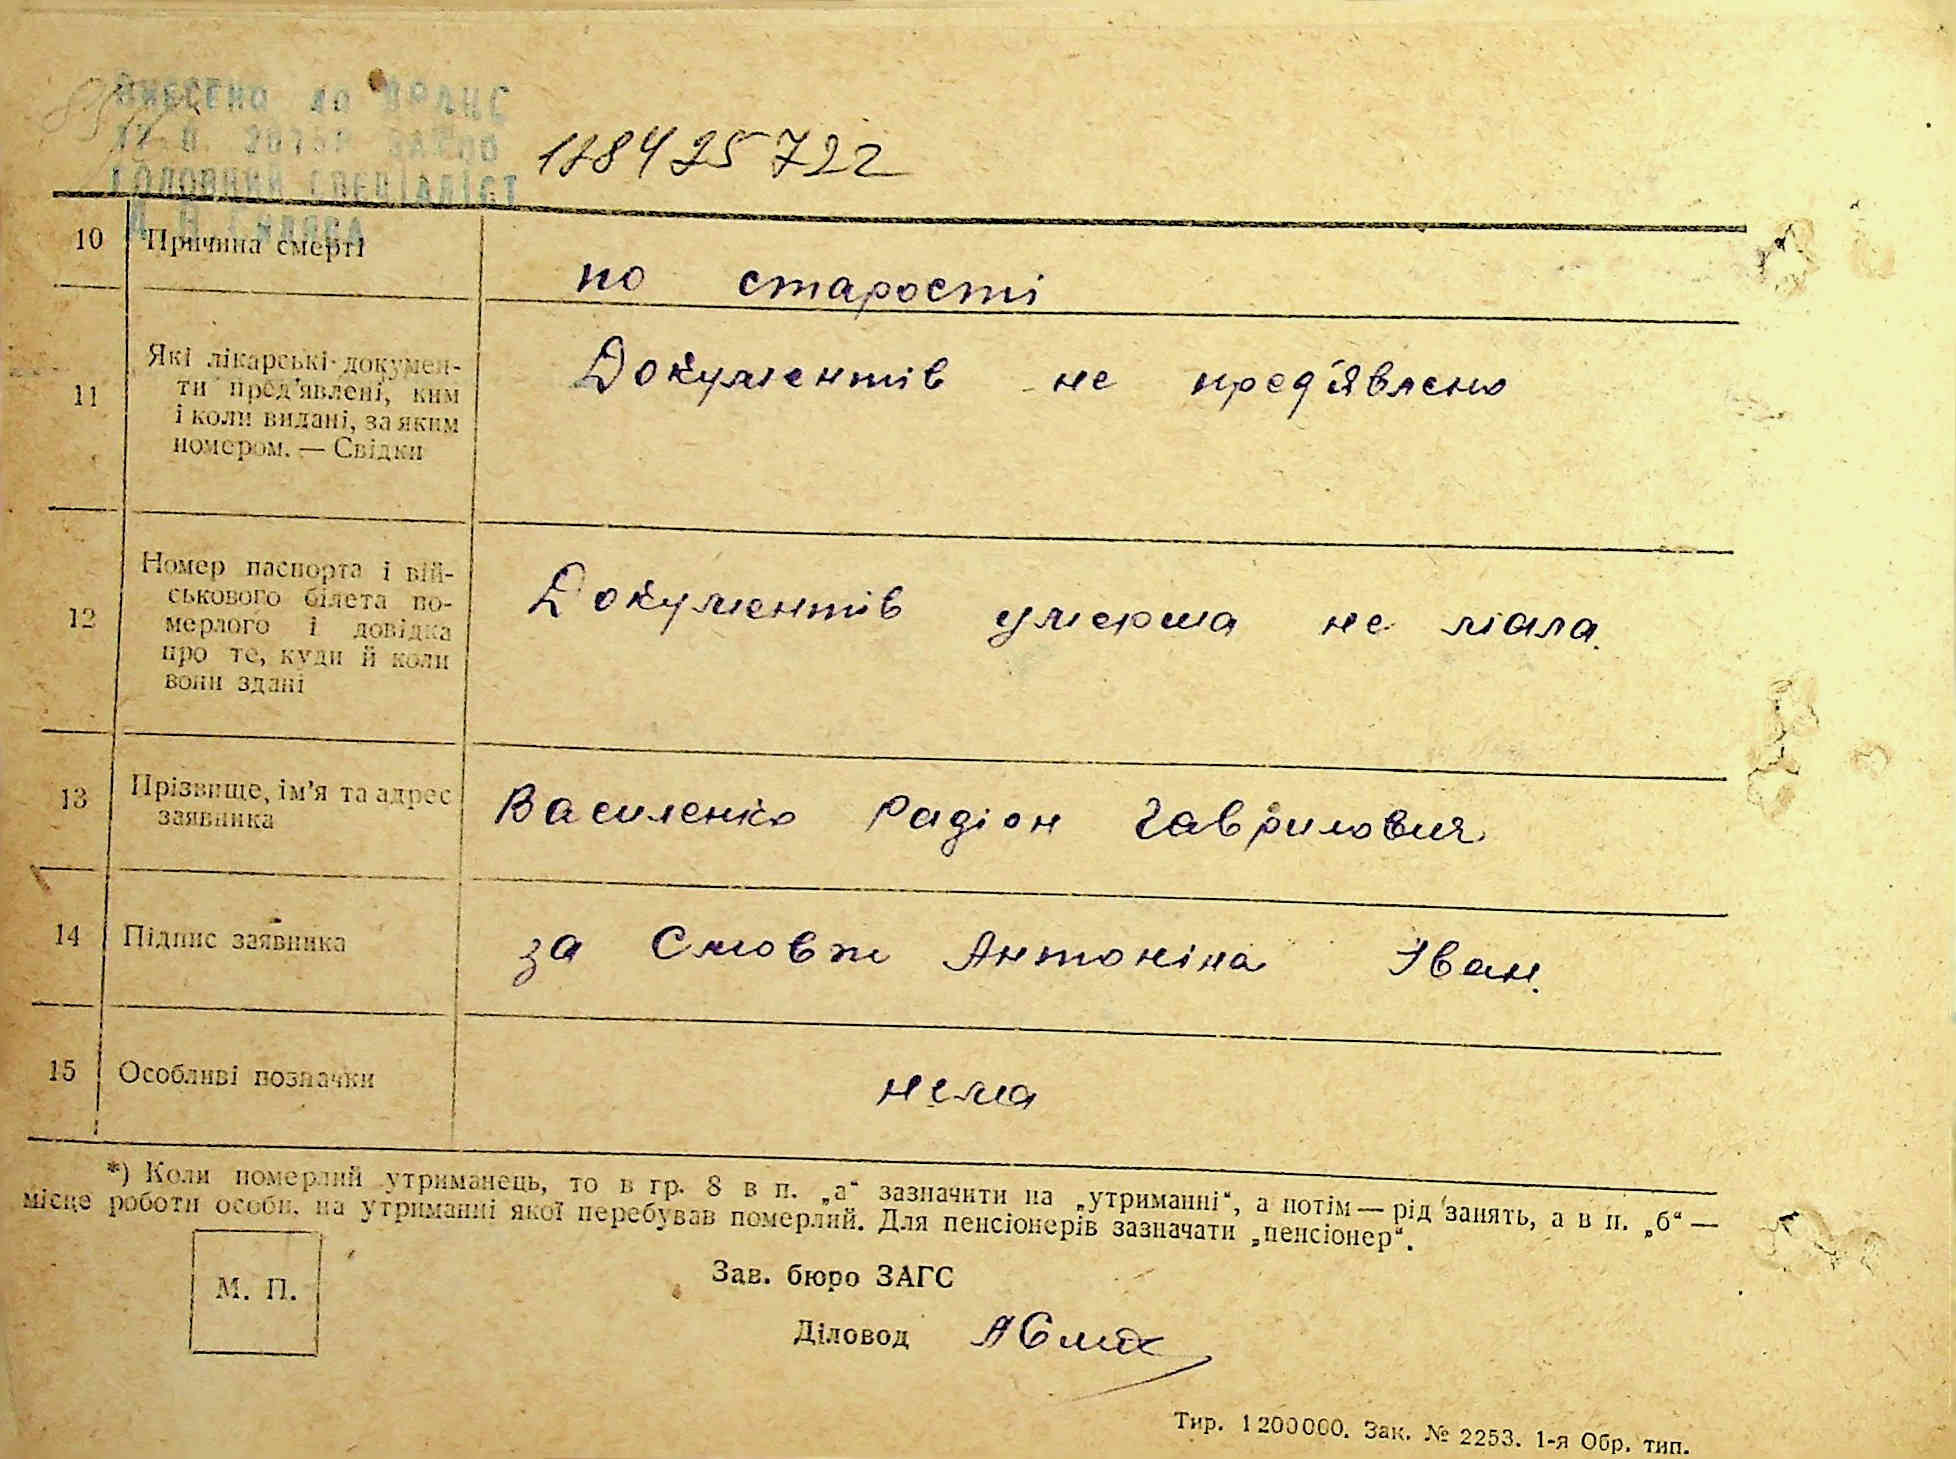 ВНЕСЕНО до ДРАЦС
ГОЛОВНИЙ СПЕЦІАЛІСТ
118425722
10 Причина смерті
по старості
11 Які лікарські докумен-
ти пред'явлені, ким
і коли видані, за яким
номером. — Свідки
Документів не пред'явлено
12 Номер паспорта і вій-
ськового білета по-
мерлого і довідка
про те, куди й коли
вони здані
Документів умерша не міала.
13 Прізвище, ім'я та адрес
заявника
Василенко Радіон Гаврилович
14 Підпис заявника
за Смовж Антоніна Іван.
15 Особливі позначки
нема
*) Коли померлий утриманець, то в гр. 8 в п. „а“ зазначити на „утриманні“, а потім — рід занять, а в п. „б“ —
місце роботи особи, на утриманні якої перебував померлий. Для пенсіонерів зазначати „пенсіонер“.
М. П.
Зав. бюро ЗАГС
Діловод
Тир. 1200000. Зак. № 2253. 1-я Обр. тип.